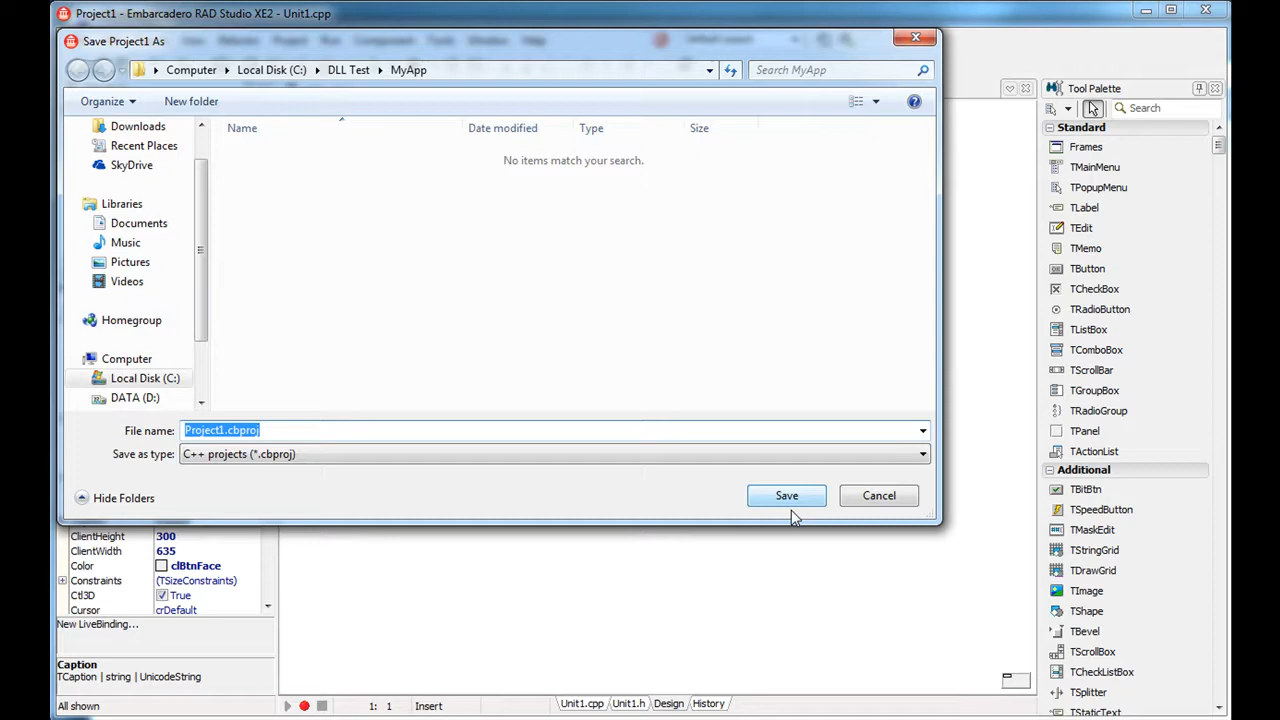 Project1 - Embarcadero RAD Studio XE2 - Unit1.cpp
Save Project1 As
Computer Local Disk (C:) DLL Test MyApp
Search MyApp
Organize
New folder
Name Date modified Type Size
No items match your search.
Downloads
Recent Places
SkyDrive
Libraries
Documents
Music
Pictures
Videos
Homegroup
Computer
Local Disk (C:)
DATA (D:)
File name: Project1.cbproj
Save as type: C++ projects (*.cbproj)
Hide Folders
Save
Cancel
ClientHeight 300
ClientWidth 635
Color clBtnFace
Constraints (TSizeConstraints)
Ctl3D True
Cursor crDefault
New LiveBinding...
Caption
TCaption | string | UnicodeString
All shown
1: 1
Insert
Unit1.cpp Unit1.h Design History
Tool Palette
Search
Standard
Frames
TMainMenu
TPopupMenu
TLabel
TEdit
TMemo
TButton
TCheckBox
TRadioButton
TListBox
TComboBox
TScrollBar
TGroupBox
TRadioGroup
TPanel
TActionList
Additional
TBitBtn
TSpeedButton
TMaskEdit
TStringGrid
TDrawGrid
TImage
TShape
TBevel
TScrollBox
TCheckListBox
TSplitter
TStaticText